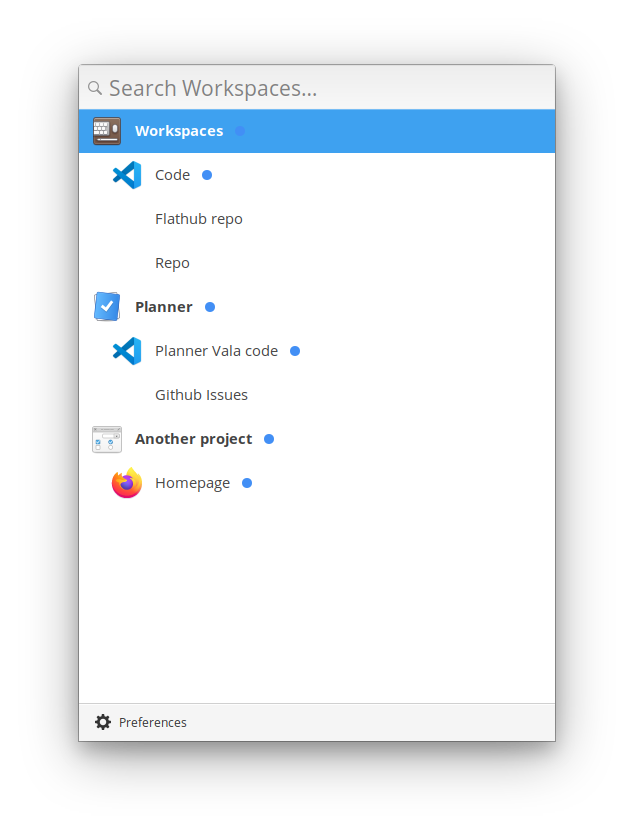 Search Workspaces...
Workspaces
Code
Flathub repo
Repo
Planner
Planner Vala code
Github Issues
Another project
Homepage
Preferences